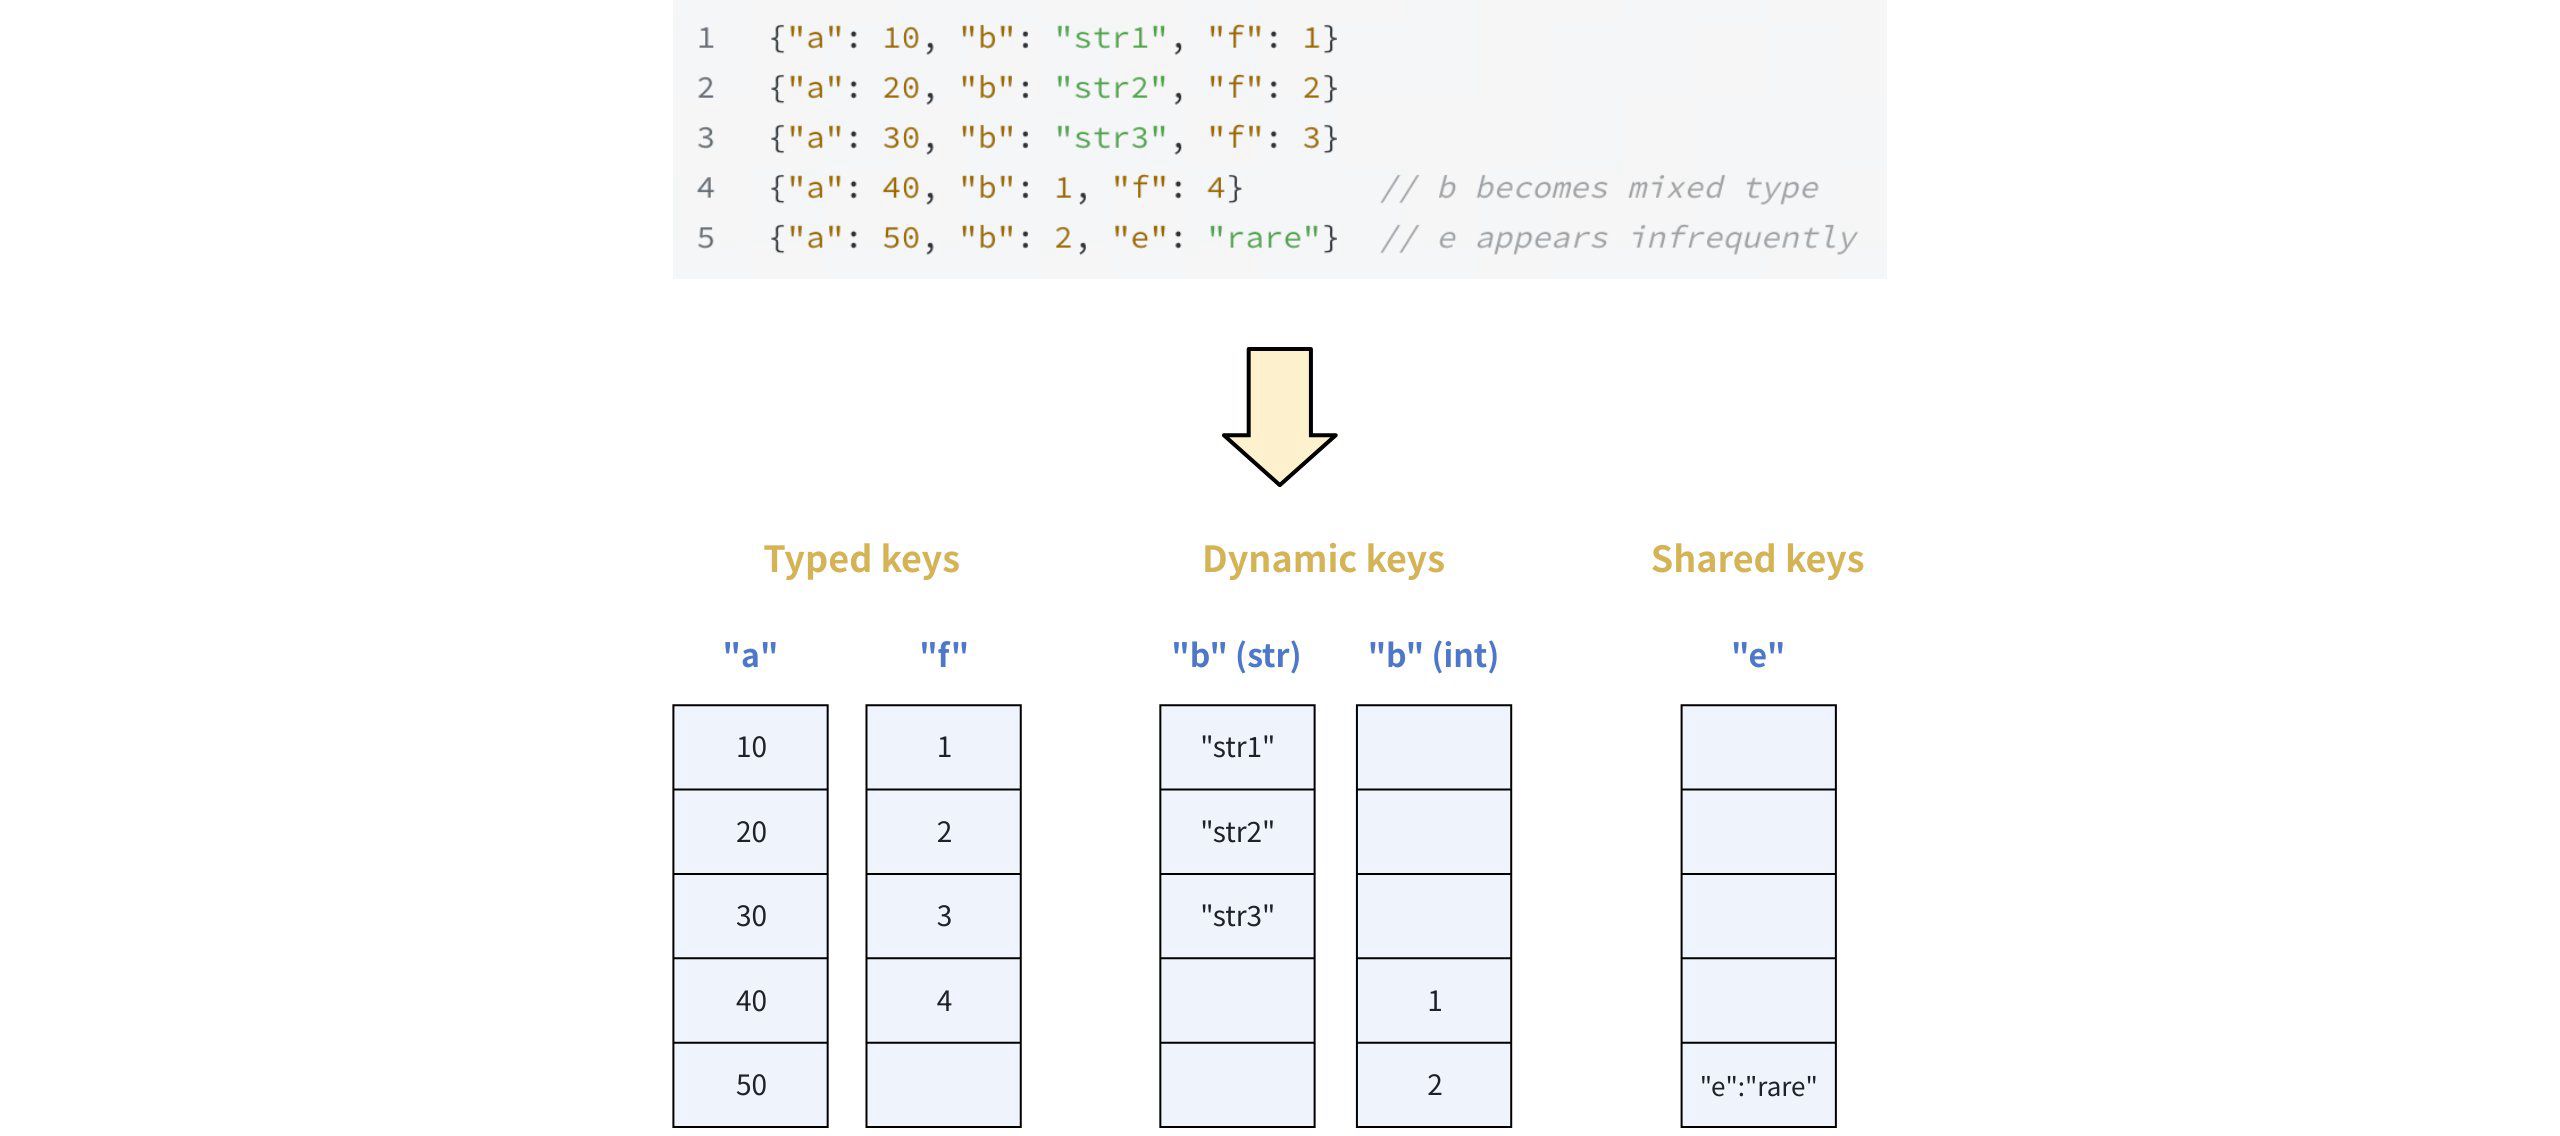 1 {"a": 10, "b": "str1", "f": 1}
2 {"a": 20, "b": "str2", "f": 2}
3 {"a": 30, "b": "str3", "f": 3}
4 {"a": 40, "b": 1, "f": 4} // b becomes mixed type
5 {"a": 50, "b": 2, "e": "rare"} // e appears infrequently
Typed keys Dynamic keys Shared keys
"a" "f" "b" (str) "b" (int) "e"
10 1 "str1"
20 2 "str2"
30 3 "str3"
40 4 1
50 2 "e":"rare"